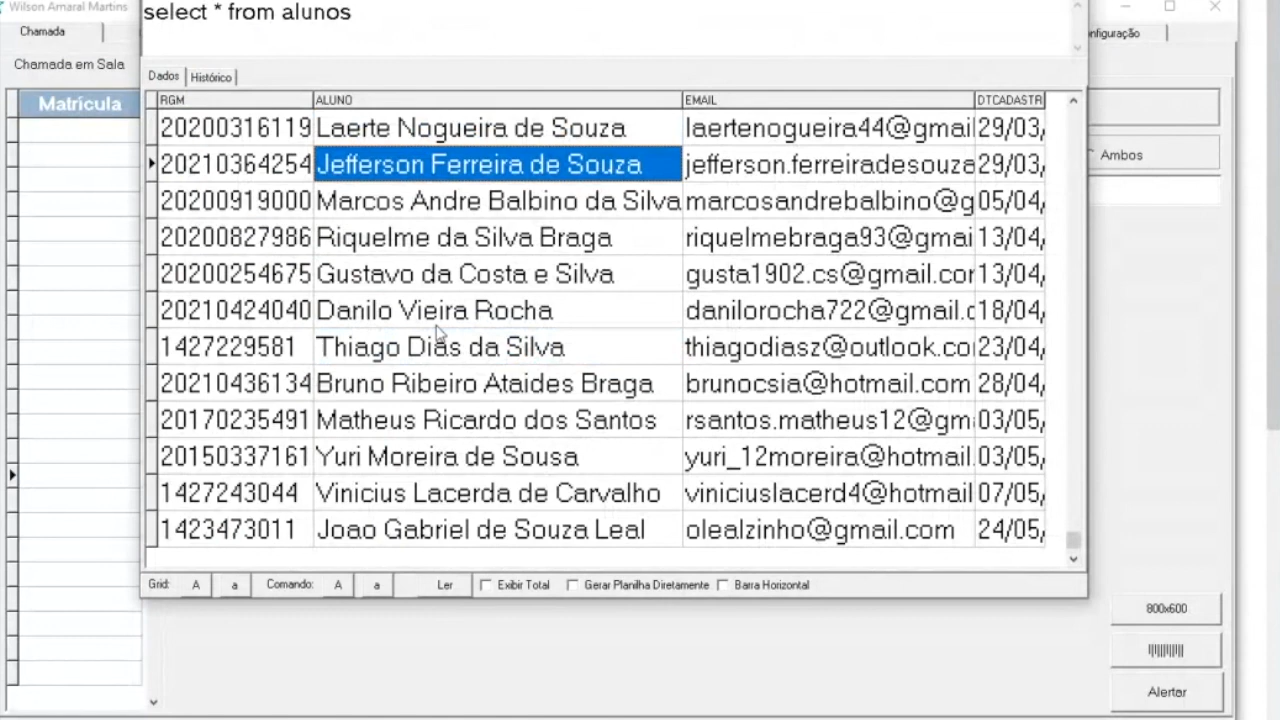 Wilson Amaral Martins
select * from alunos
Chamada
nfiguração
Chamada em Sala
Dados Histórico
Matrícula
RGM ALUNO EMAIL DTCADASTR
20200316119 Laerte Nogueira de Souza laertenogueira44@gmail 29/03/
20210364254 Jefferson Ferreira de Souza jefferson.ferreiradesouza 29/03/
Ambos
20200919000 Marcos Andre Balbino da Silva marcosandrebalbino@g 05/04/
20200827986 Riquelme da Silva Braga riquelmebraga93@gmai 13/04/
20200254675 Gustavo da Costa e Silva gusta1902.cs@gmail.cor 13/04/
20210424040 Danilo Vieira Rocha danilorocha722@gmail.c 18/04/
1427229581 Thiago Dias da Silva thiagodiasz@outlook.co 23/04/
20210436134 Bruno Ribeiro Ataides Braga brunocsia@hotmail.com 28/04/
20170235491 Matheus Ricardo dos Santos rsantos.matheus12@gm 03/05/
20150337161 Yuri Moreira de Sousa yuri_12moreira@hotmail. 03/05/
1427243044 Vinicius Lacerda de Carvalho viniciuslacerd4@hotmail 07/05/
1423473011 Joao Gabriel de Souza Leal olealzinho@gmail.com 24/05/
Grid: A a Comando: A a Ler Exibir Total Gerar Planilha Diretamente Barra Horizontal
800x600
Alertar